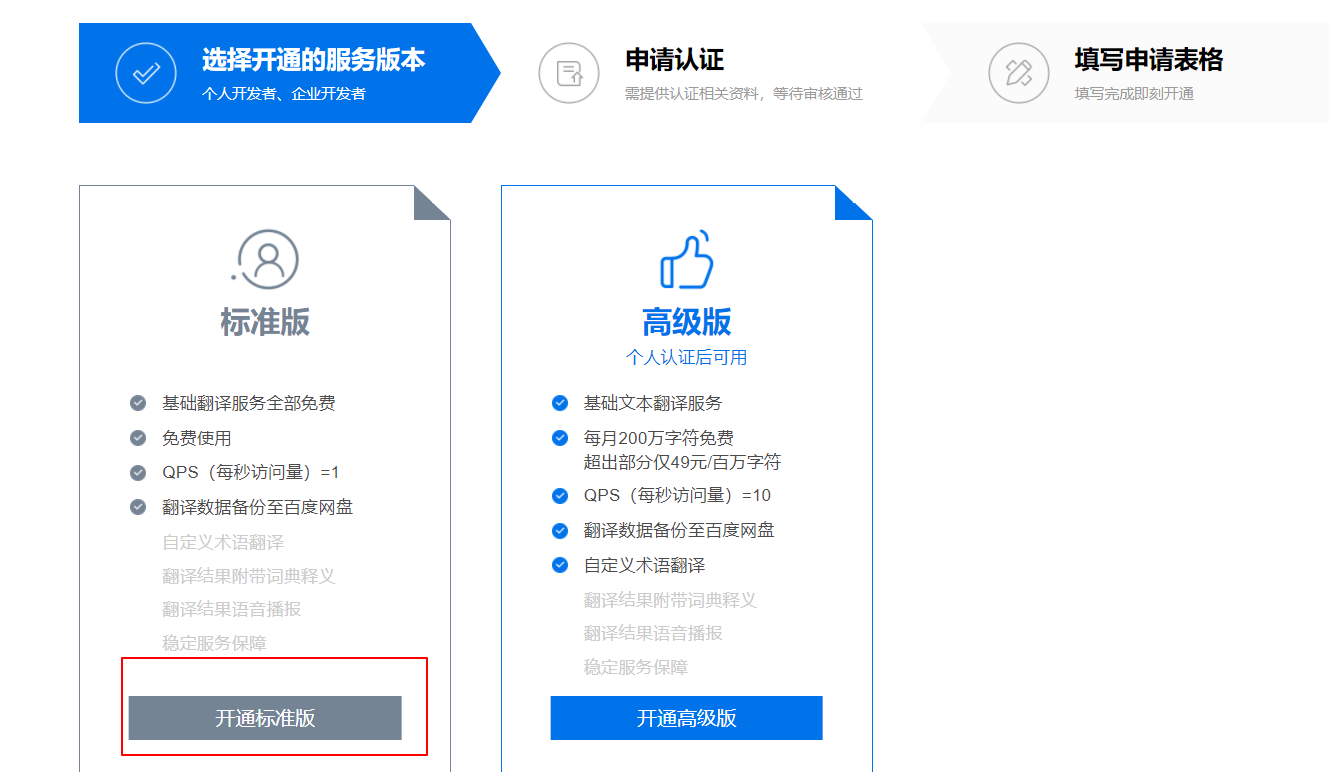 选择开通的服务版本
个人开发者、企业开发者
申请认证
需提供认证相关资料，等待审核通过
填写申请表格
填写完成即刻开通
标准版
基础翻译服务全部免费
免费使用
QPS（每秒访问量）=1
翻译数据备份至百度网盘
自定义术语翻译
翻译结果附带词典释义
翻译结果语音播报
稳定服务保障
开通标准版
高级版
个人认证后可用
基础文本翻译服务
每月200万字符免费
超出部分仅49元/百万字符
QPS（每秒访问量）=10
翻译数据备份至百度网盘
自定义术语翻译
翻译结果附带词典释义
翻译结果语音播报
稳定服务保障
开通高级版